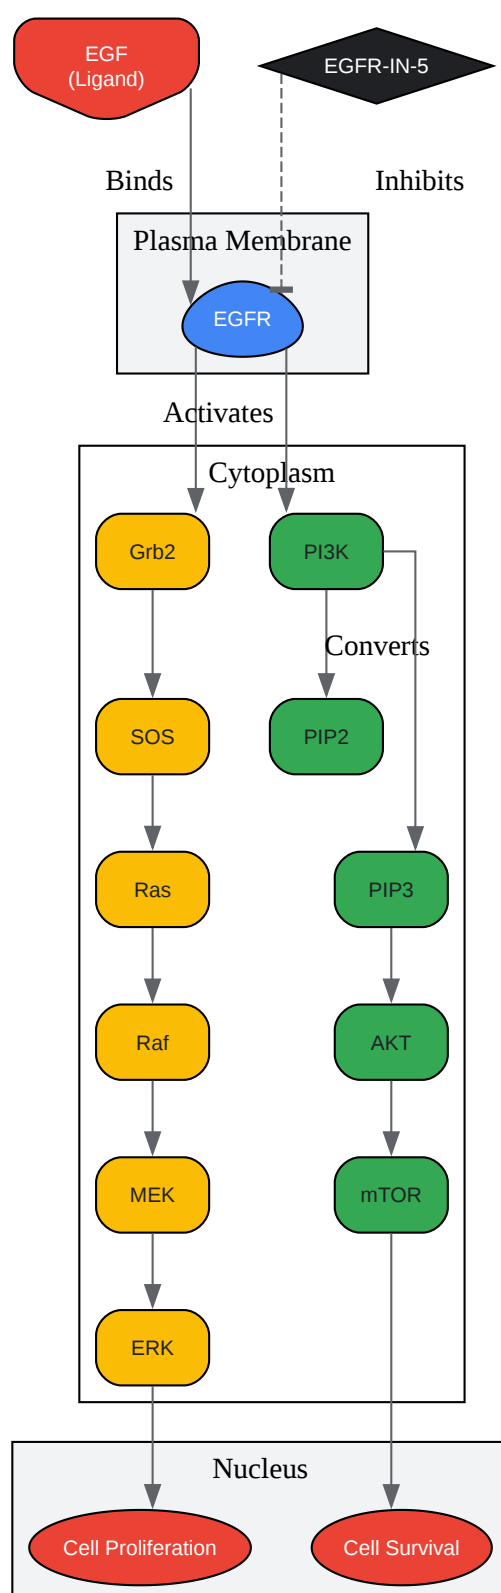 EGF
(Ligand)
EGFR-IN-5
Binds
Inhibits
Plasma Membrane
EGFR
Activates
Cytoplasm
Grb2
PI3K
Converts
SOS
PIP2
Ras
PIP3
Raf
AKT
MEK
mTOR
ERK
Nucleus
Cell Proliferation
Cell Survival